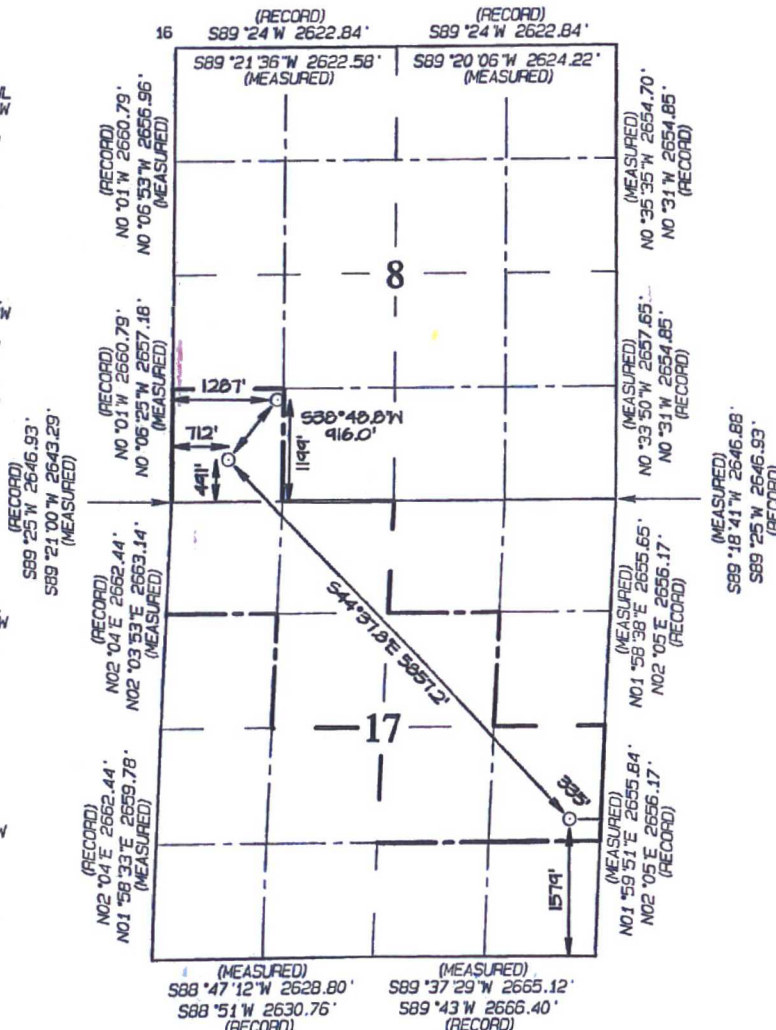 (RECORD)
S89°24'W 2622.84'
(RECORD)
S89°24'W 2622.84'
16
S89°21'36"W 2622.58'
(MEASURED)
S89°20'06"W 2624.22'
(MEASURED)
(RECORD)
N0°01'W 2660.79'
N0°06'53"W 2656.96'
(MEASURED)
(MEASURED)
N0°35'35"W 2654.70'
N0°31'W 2654.85'
(RECORD)
8
(RECORD)
N0°01'W 2660.79'
N0°06'25"W 2657.18'
(MEASURED)
(MEASURED)
N0°33'50"W 2657.65'
N0°31'W 2654.85'
(RECORD)
1287'
S38°48.8'W
916.0'
712'
1199'
491'
(RECORD)
S89°25'W 2646.93'
S89°21'00"W 2643.29'
(MEASURED)
(MEASURED)
S89°18'41"W 2646.88'
S89°25'W 2646.93'
(RECORD)
(RECORD)
N02°04'E 2662.44'
N02°03'53"E 2663.14'
(MEASURED)
S44°37.8'E 5857.2'
(MEASURED)
N01°58'38"E 2655.65'
N02°05'E 2656.17'
(RECORD)
17
(RECORD)
N02°04'E 2662.44'
N01°58'33"E 2659.78'
(MEASURED)
335'
1579'
(MEASURED)
N01°59'51"E 2655.84'
N02°05'E 2656.17'
(RECORD)
(MEASURED)
S88°47'12"W 2628.80'
S88°51'W 2630.76'
(RECORD)
(MEASURED)
S89°37'29"W 2665.12'
S89°43'W 2666.40'
(RECORD)